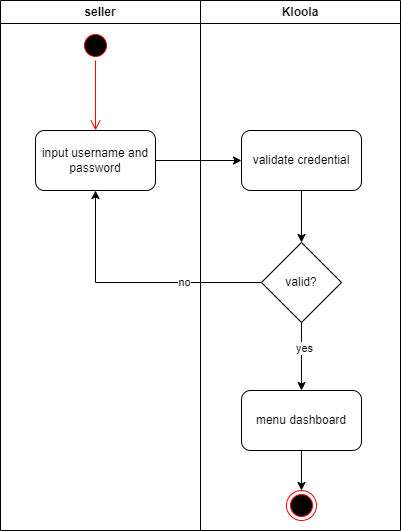 seller
Kloola
input username and
password
validate credential
valid?
no
yes
menu dashboard